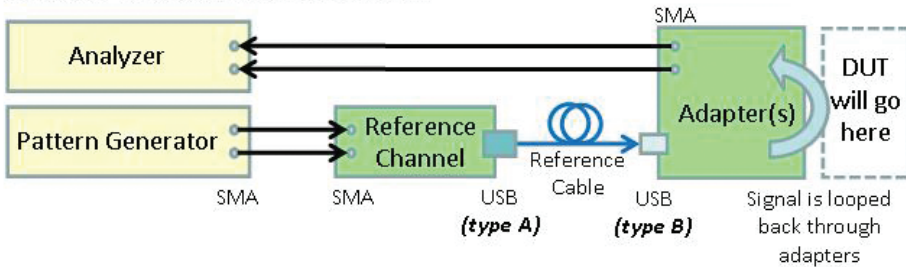 SMA
Analyzer
DUT
will go
here
Adapter(s)
Pattern Generator
Reference
Channel
Reference
Cable
SMA
SMA
USB
(type A)
USB
(type B)
Signal is looped
back through
adapters